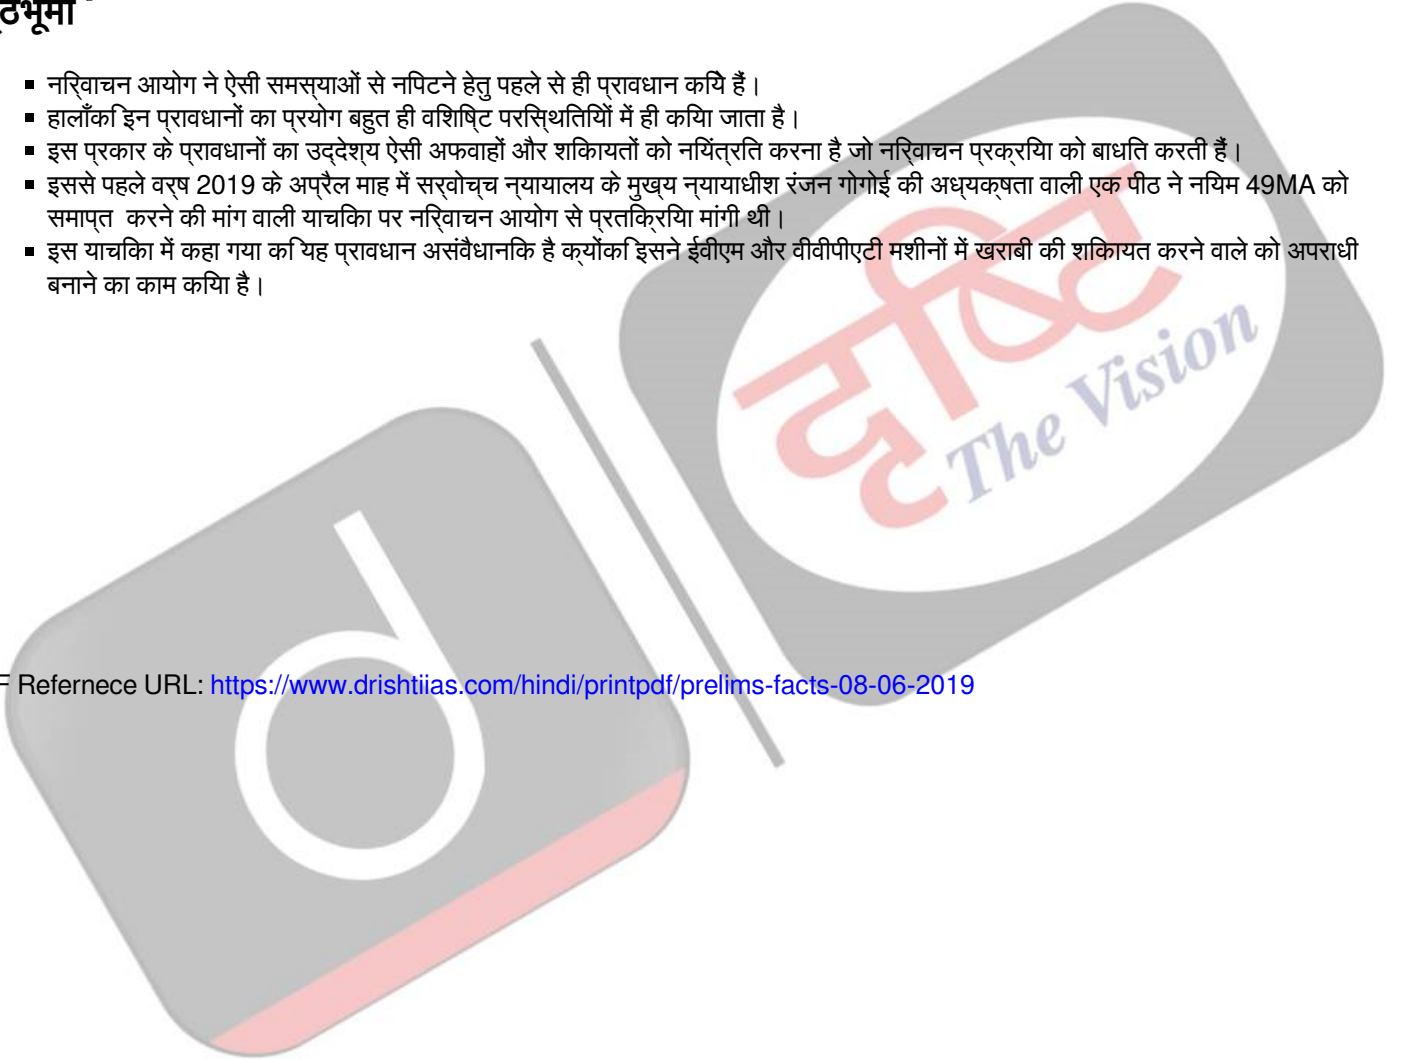 पृष्ठभूमि
निर्वाचन आयोग ने ऐसी समस्याओं से निपटने हेतु पहले से ही प्रावधान किये हैं।
हालाँकि इन प्रावधानों का प्रयोग बहुत ही विशिष्ट परिस्थितियों में ही किया जाता है।
इस प्रकार के प्रावधानों का उद्देश्य ऐसी अफवाहों और शिकायतों को नियंत्रित करना है जो निर्वाचन प्रक्रिया को बाधित करती हैं।
इससे पहले वर्ष 2019 के अप्रैल माह में सर्वोच्च न्यायालय के मुख्य न्यायाधीश रंजन गोगोई की अध्यक्षता वाली एक पीठ ने नियम 49MA को
समाप्त करने की मांग वाली याचिका पर निर्वाचन आयोग से प्रतिक्रिया मांगी थी।
इस याचिका में कहा गया कि यह प्रावधान असंवैधानिक है क्योंकि इसने ईवीएम और वीवीपीएटी मशीनों में खराबी की शिकायत करने वाले को अपराधी
बनाने का काम किया है।
दृष्टि
The Vision
d
Refernece URL: https://www.drishtiias.com/hindi/printpdf/prelims-facts-08-06-2019